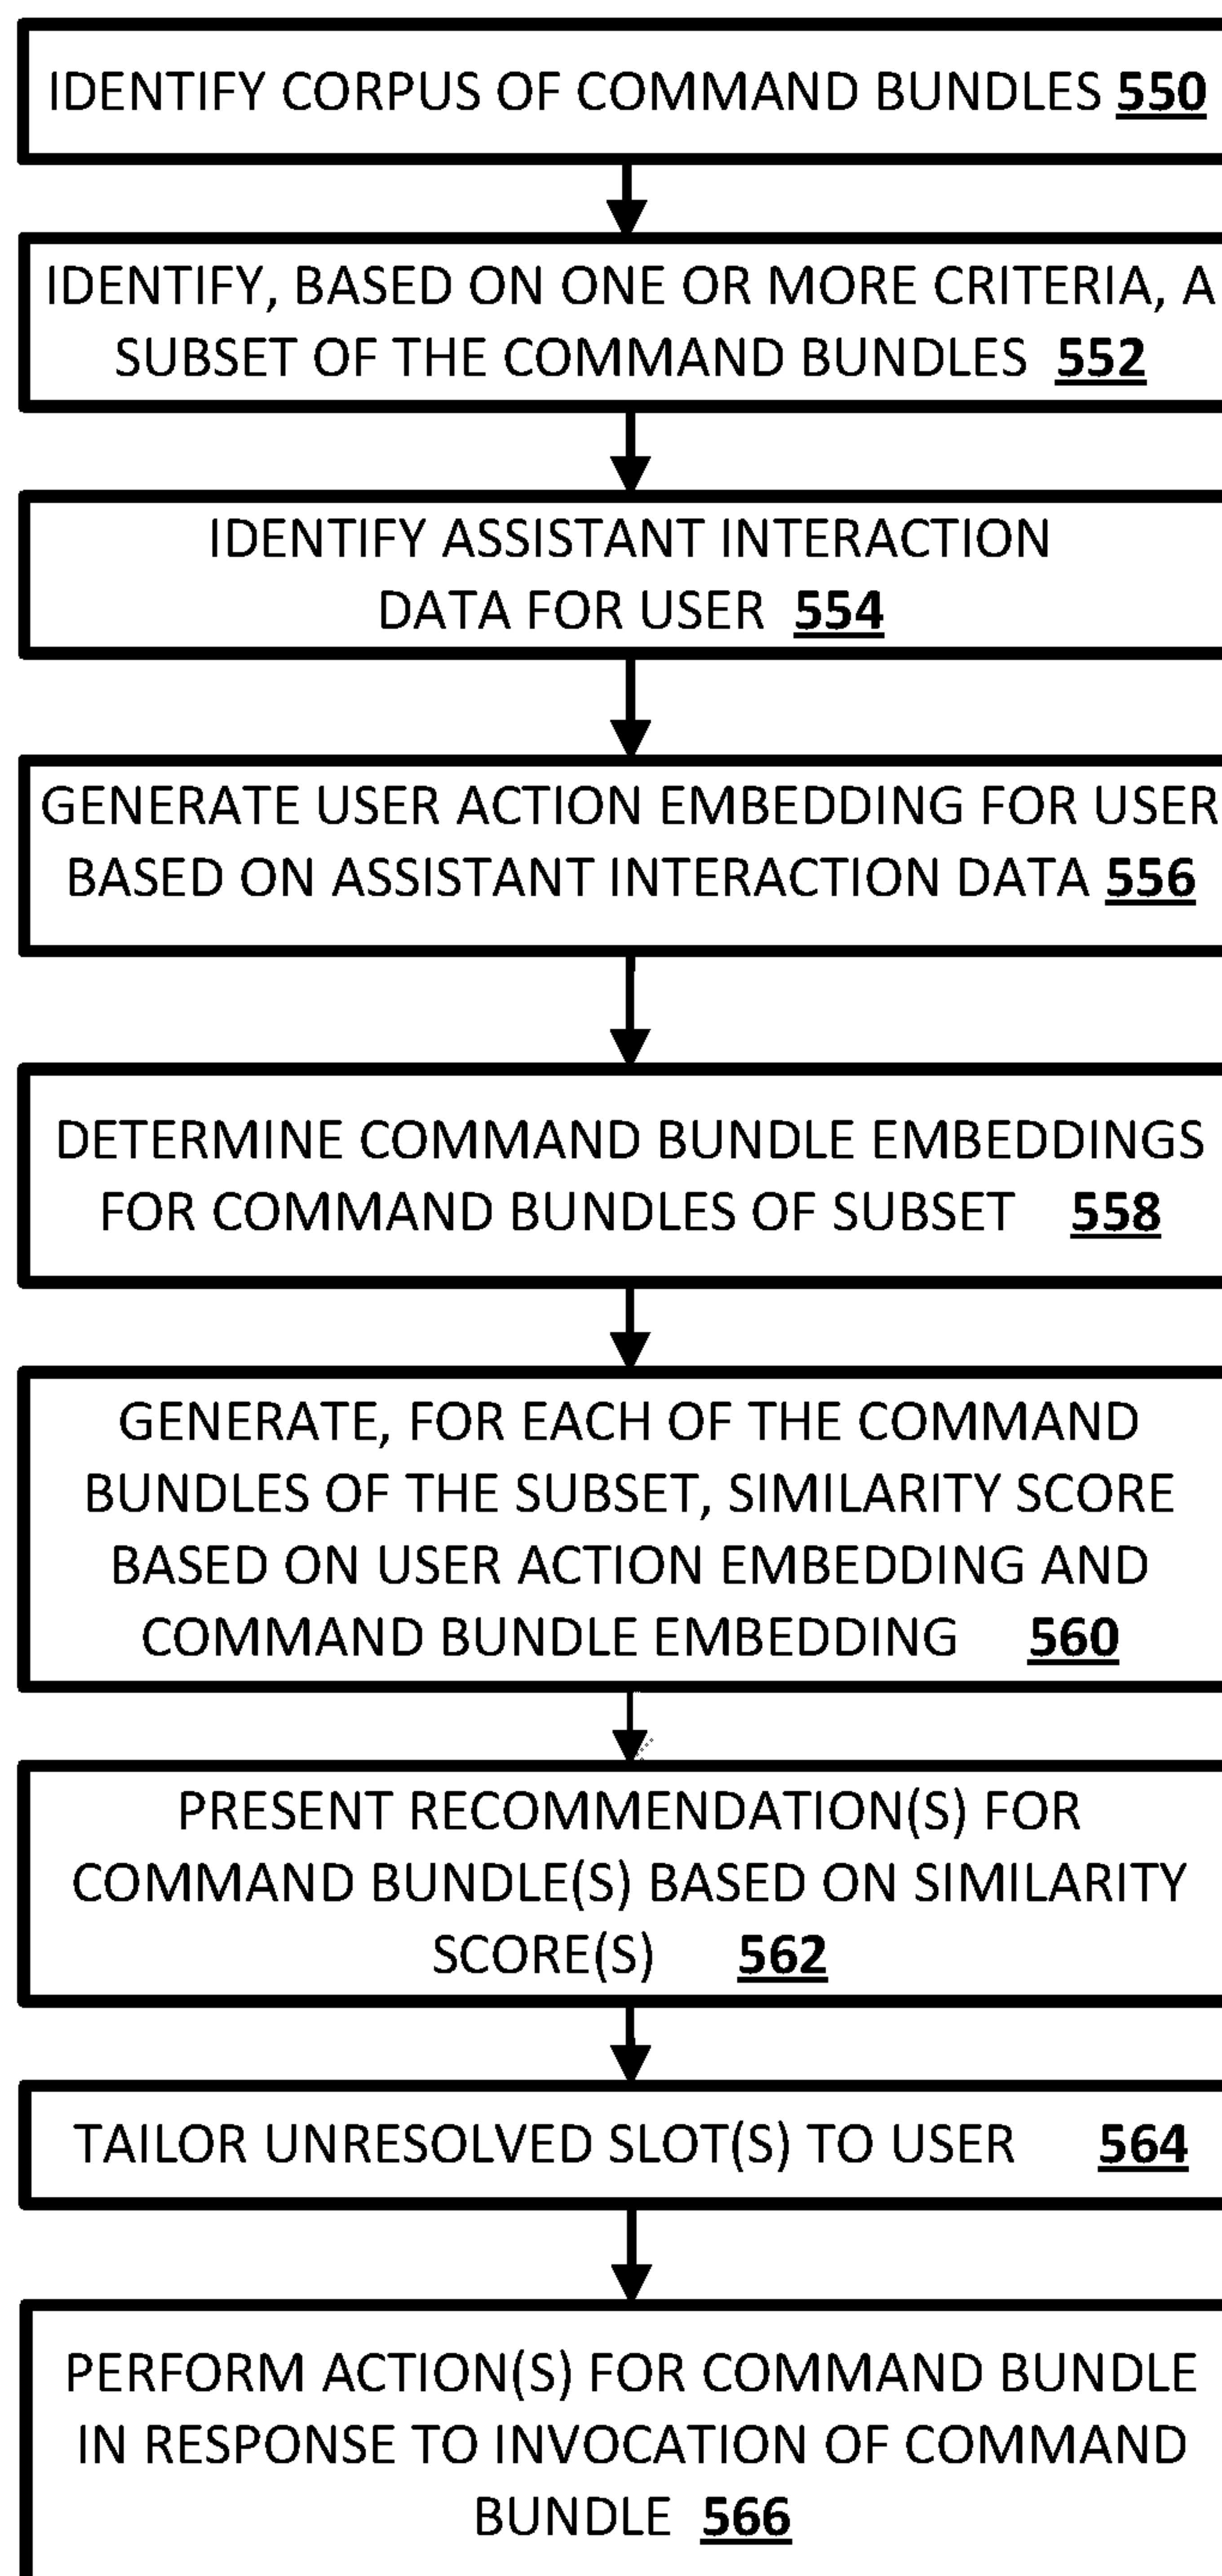 IDENTIFY CORPUS OF COMMAND BUNDLES 550
IDENTIFY, BASED ON ONE OR MORE CRITERIA, A
SUBSET OF THE COMMAND BUNDLES 552
IDENTIFY ASSISTANT INTERACTION
DATA FOR USER 554
GENERATE USER ACTION EMBEDDING FOR USER
BASED ON ASSISTANT INTERACTION DATA 556
DETERMINE COMMAND BUNDLE EMBEDDINGS
FOR COMMAND BUNDLES OF SUBSET 558
GENERATE, FOR EACH OF THE COMMAND
BUNDLES OF THE SUBSET, SIMILARITY SCORE
BASED ON USER ACTION EMBEDDING AND
COMMAND BUNDLE EMBEDDING 560
PRESENT RECOMMENDATION(S) FOR
COMMAND BUNDLE(S) BASED ON SIMILARITY
SCORE(S) 562
TAILOR UNRESOLVED SLOT(S) TO USER 564
PERFORM ACTION(S) FOR COMMAND BUNDLE
IN RESPONSE TO INVOCATION OF COMMAND
BUNDLE 566